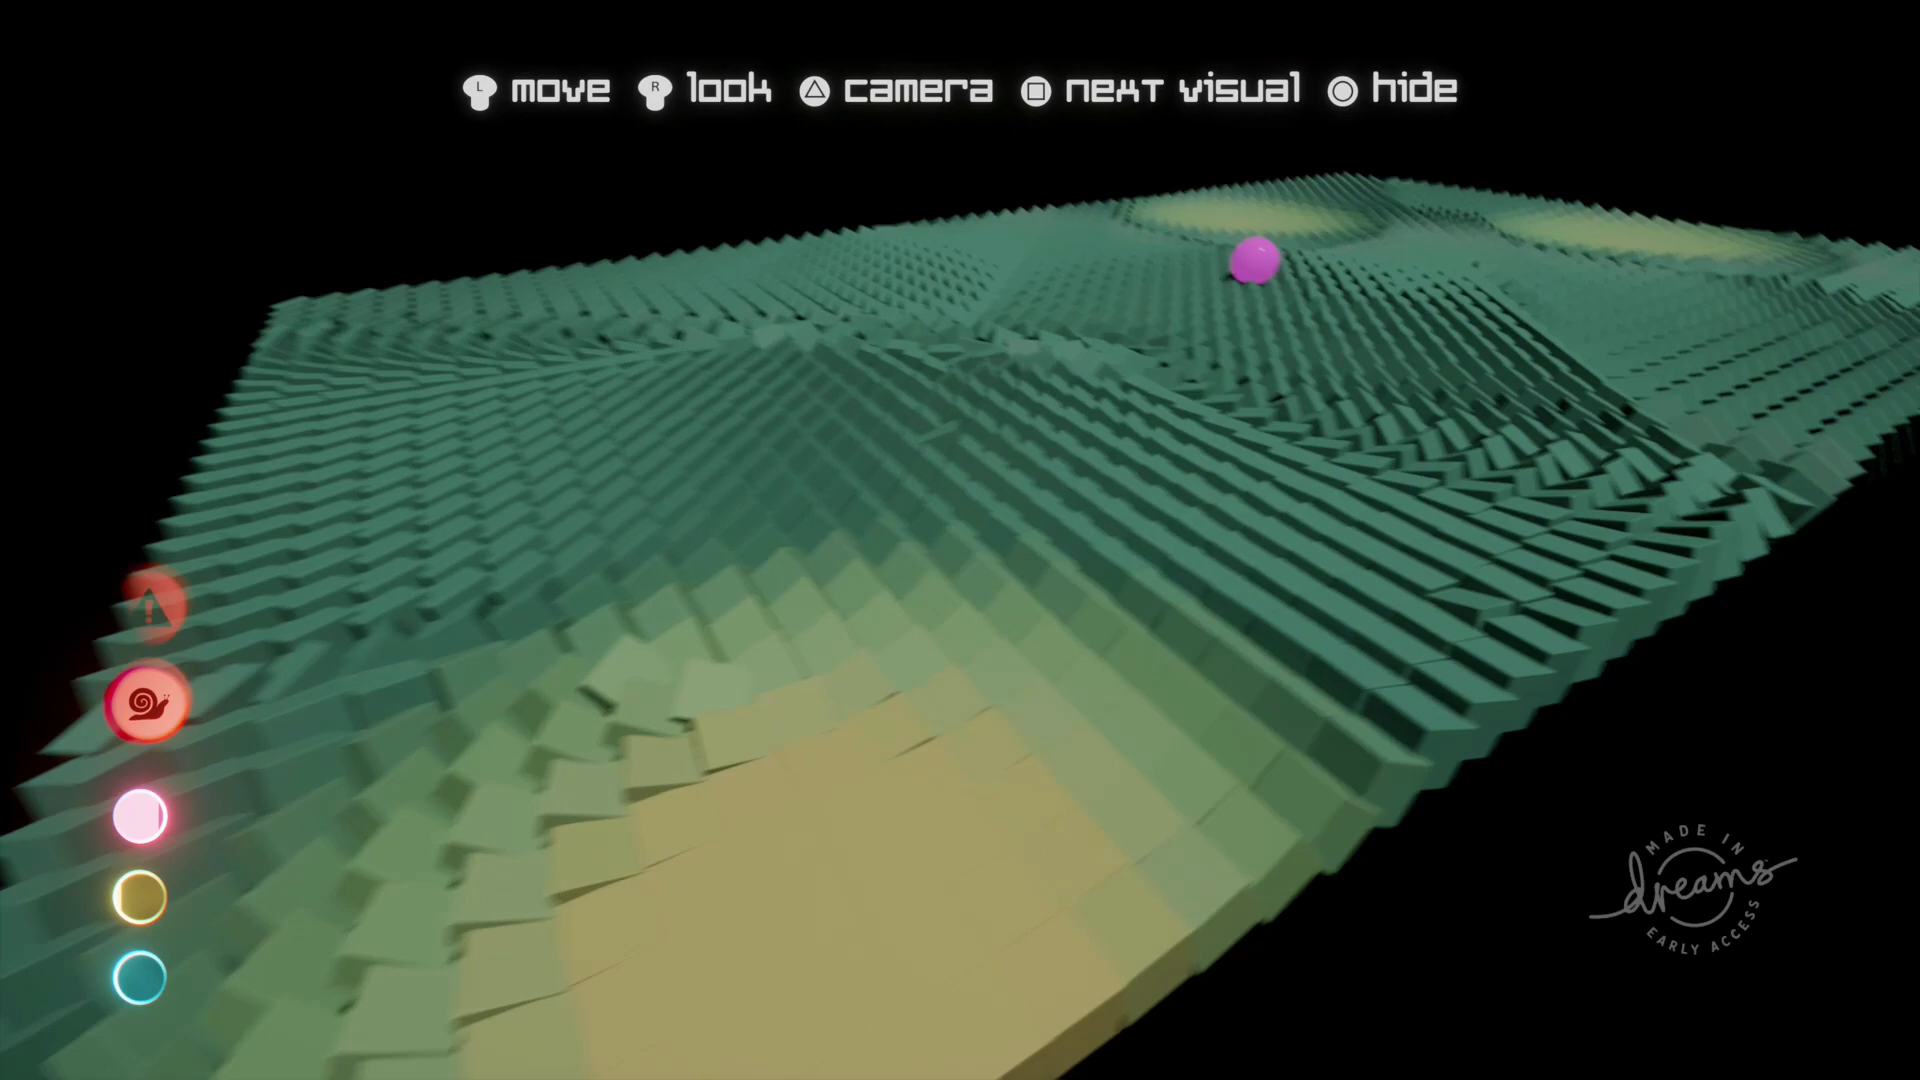 L move R look camera next visual hide
!
MADE IN
dreams
EARLY ACCESS